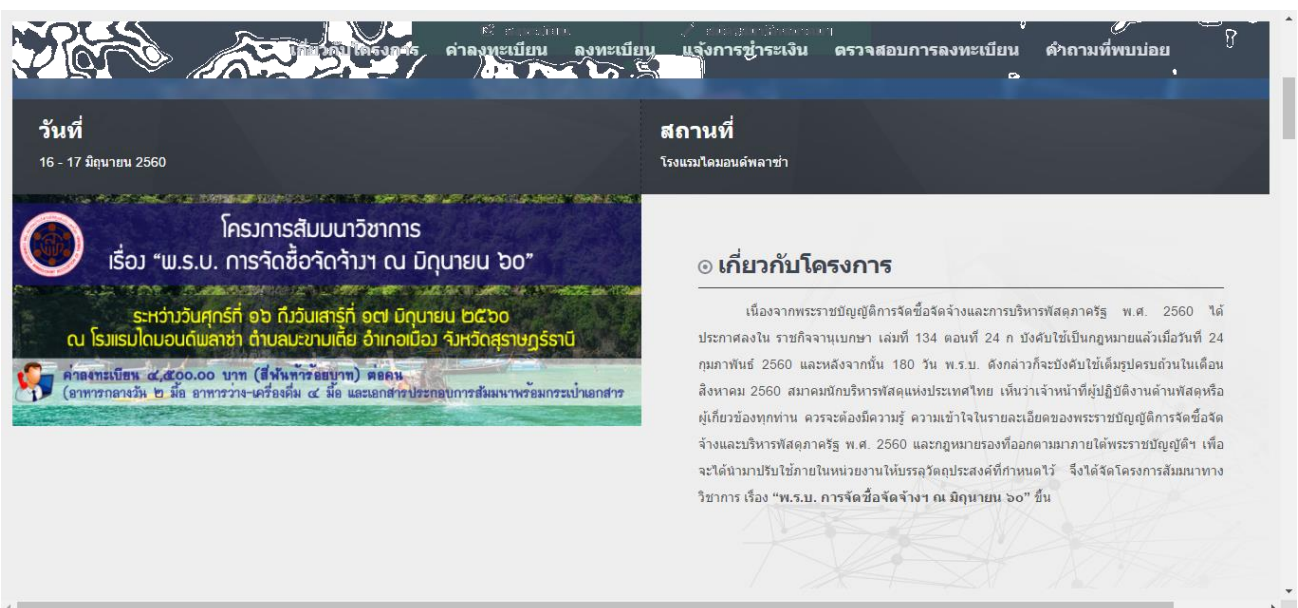 เกี่ยวกับโครงการ ค่าลงทะเบียน ลงทะเบียน แจ้งการชำระเงิน ตรวจสอบการลงทะเบียน คำถามที่พบบ่อย
วันที่
16 - 17 มิถุนายน 2560
สถานที่
โรงแรมไดมอนด์พลาซ่า
โครงการสัมมนาวิชาการ
เรื่อง “พ.ร.บ. การจัดซื้อจัดจ้างฯ ณ มิถุนายน ๖๐”
ระหว่างวันศุกร์ที่ ๑๖ ถึงวันเสาร์ที่ ๑๗ มิถุนายน ๒๕๖๐
ณ โรงแรมไดมอนด์พลาซ่า ตำบลมะขามเตี้ย อำเภอเมือง จังหวัดสุราษฎร์ธานี
ค่าลงทะเบียน ๔,๕๐๐.๐๐ บาท (สี่พันห้าร้อยบาท) ต่อคน
(อาหารกลางวัน ๒ มื้อ อาหารว่าง-เครื่องดื่ม ๔ มื้อ และเอกสารประกอบการสัมมนาพร้อมกระเป๋าเอกสาร
เกี่ยวกับโครงการ
เนื่องจากพระราชบัญญัติการจัดซื้อจัดจ้างและการบริหารพัสดุภาครัฐ พ.ศ. 2560 ได้
ประกาศลงใน ราชกิจจานุเบกษา เล่มที่ 134 ตอนที่ 24 ก บังคับใช้เป็นกฎหมายแล้วเมื่อวันที่ 24
กุมภาพันธ์ 2560 และหลังจากนั้น 180 วัน พ.ร.บ. ดังกล่าวก็จะบังคับใช้เต็มรูปครบถ้วนในเดือน
สิงหาคม 2560 สมาคมนักบริหารพัสดุแห่งประเทศไทย เห็นว่าเจ้าหน้าที่ผู้ปฏิบัติงานด้านพัสดุหรือ
ผู้เกี่ยวข้องทุกท่าน ควรจะต้องมีความรู้ ความเข้าใจในรายละเอียดของพระราชบัญญัติการจัดซื้อจัด
จ้างและบริหารพัสดุภาครัฐ พ.ศ. 2560 และกฎหมายรองที่ออกตามมาภายใต้พระราชบัญญัติฯ เพื่อ
จะได้นำมาปรับใช้ภายในหน่วยงานให้บรรลุวัตถุประสงค์ที่กำหนดไว้ จึงได้จัดโครงการสัมมนาทาง
วิชาการ เรื่อง “พ.ร.บ. การจัดซื้อจัดจ้างฯ ณ มิถุนายน ๖๐” ขึ้น